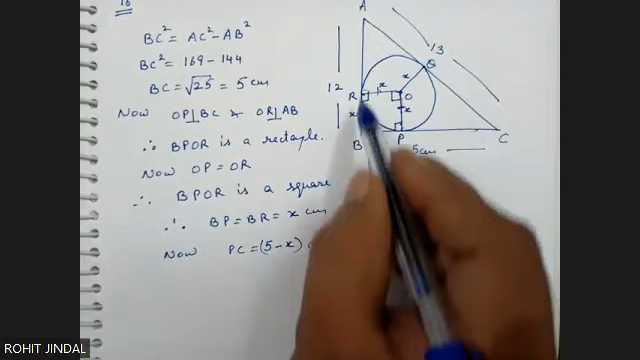 16
BC² = AC² - AB²
BC² = 169 - 144
BC = √25 = 5 cm
Now OP⊥BC & OR⊥AB
∴ BPOR is a rectangle.
Now OP = OR
∴ BPOR is a square
∴ BP = BR = x cm
Now PC = (5-x)
A
13
12
Q
x
x
R
O
x
x
B
P
C
5cm
ROHIT JINDAL